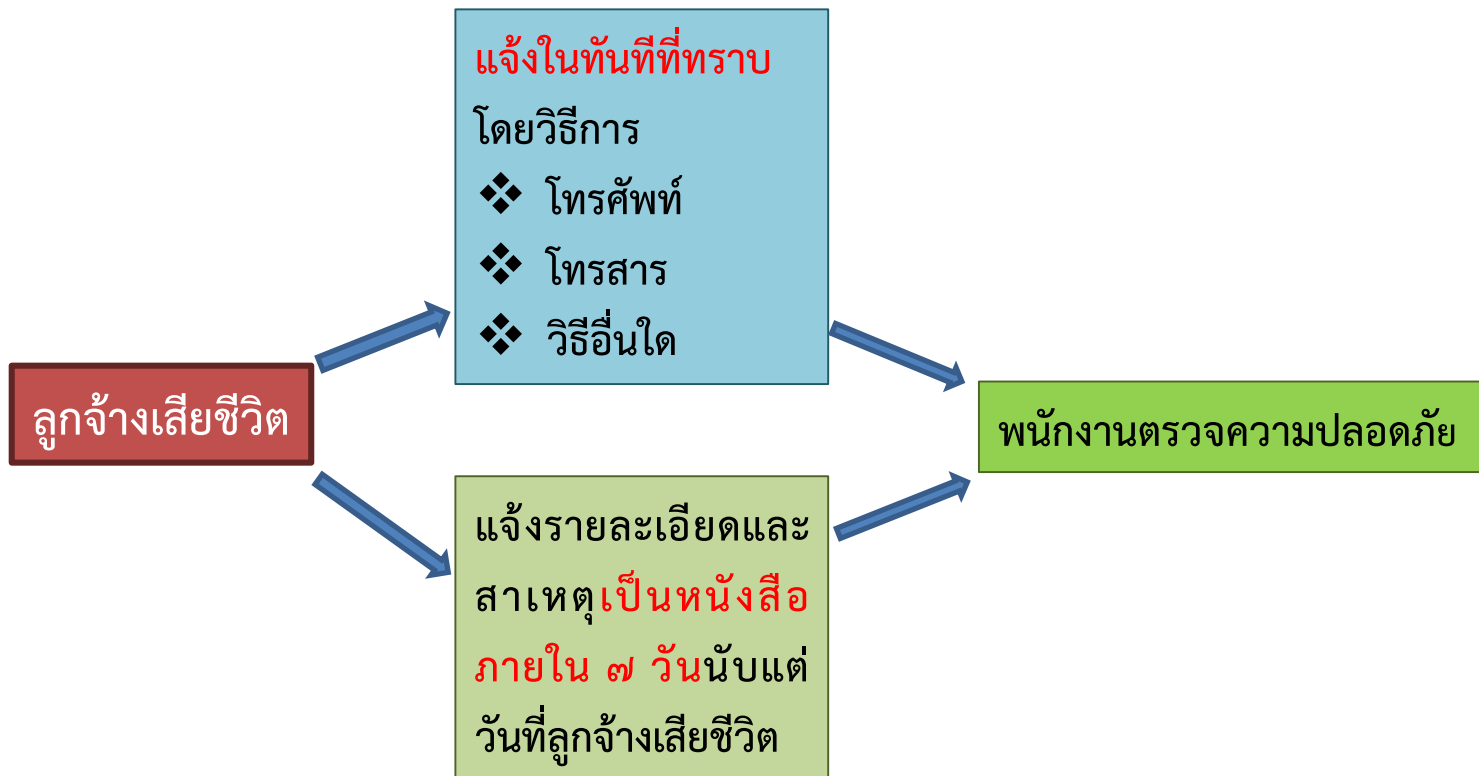 แจ้งในทันทีที่ทราบ
โดยวิธีการ
❖ โทรศัพท์
❖ โทรสาร
❖ วิธีอื่นใด
ลูกจ้างเสียชีวิต
พนักงานตรวจความปลอดภัย
แจ้งรายละเอียดและ
สาเหตุเป็นหนังสือ
ภายใน ๗ วันนับแต่
วันที่ลูกจ้างเสียชีวิต